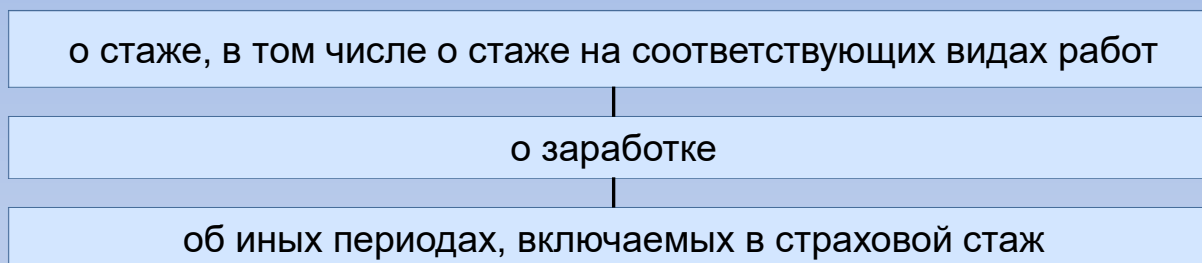 о стаже, в том числе о стаже на соответствующих видах работ
о заработке
об иных периодах, включаемых в страховой стаж